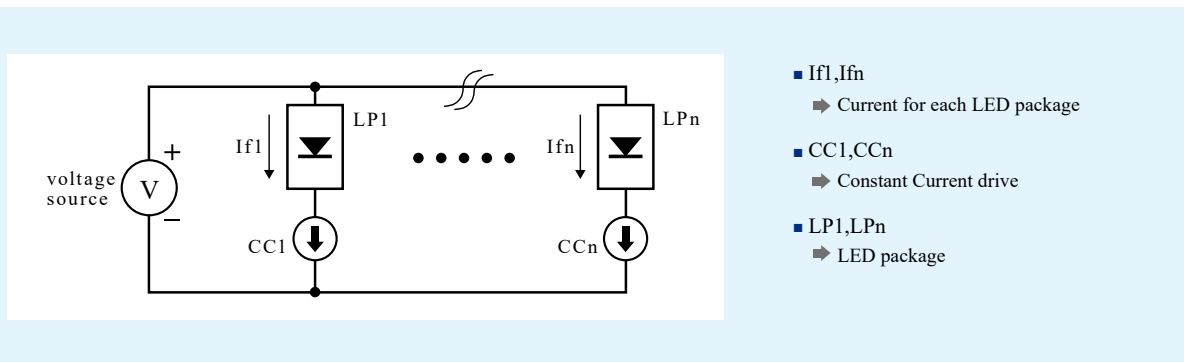 LP1
LPn
If1
Ifn
+
voltage
source
V
−
CC1
CCn
■ If1,Ifn
Current for each LED package
■ CC1,CCn
Constant Current drive
■ LP1,LPn
LED package